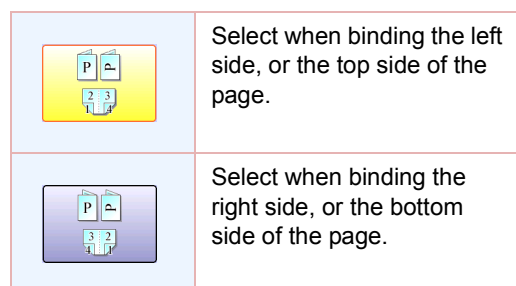 P P
2 3
1 4
Select when binding the left
side, or the top side of the
page.
P P
3 2
4 1
Select when binding the
right side, or the bottom
side of the page.